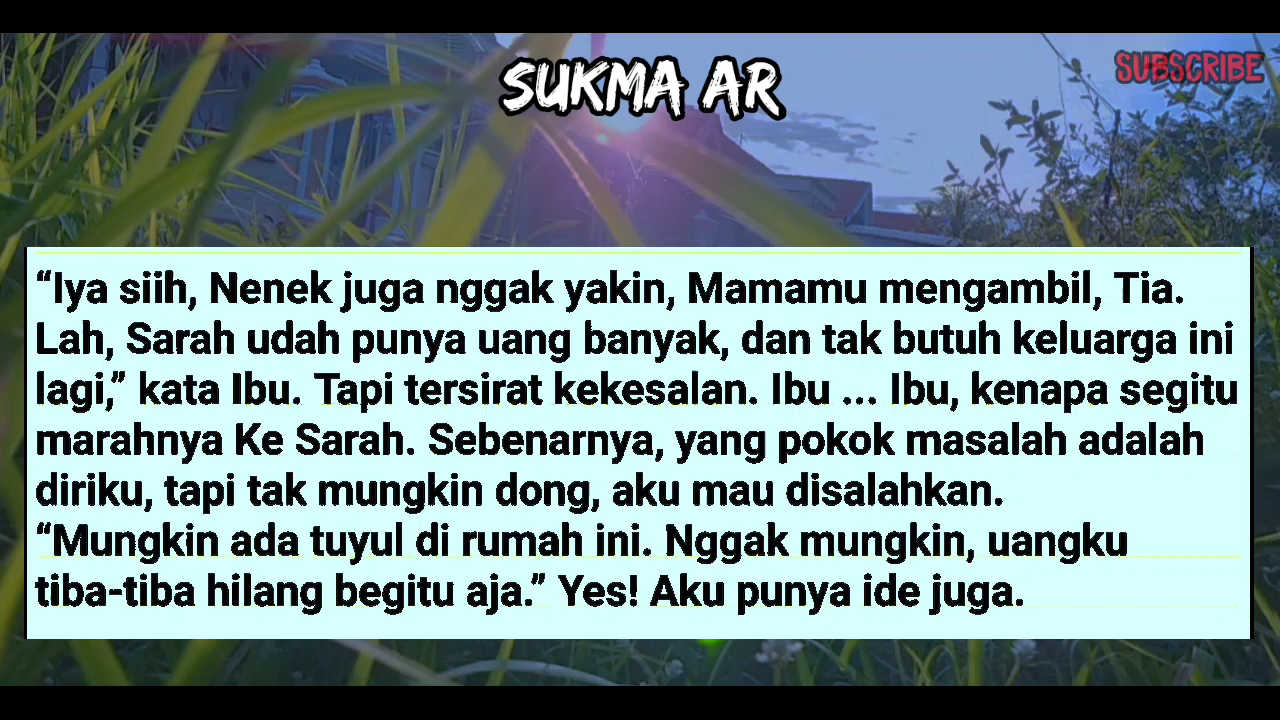 SUKMA AR
SUBSCRIBE
“Iya siih, Nenek juga nggak yakin, Mamamu mengambil, Tia.
Lah, Sarah udah punya uang banyak, dan tak butuh keluarga ini
lagi,” kata Ibu. Tapi tersirat kekesalan. Ibu ... Ibu, kenapa segitu
marahnya Ke Sarah. Sebenarnya, yang pokok masalah adalah
diriku, tapi tak mungkin dong, aku mau disalahkan.
“Mungkin ada tuyul di rumah ini. Nggak mungkin, uangku
tiba-tiba hilang begitu aja.” Yes! Aku punya ide juga.